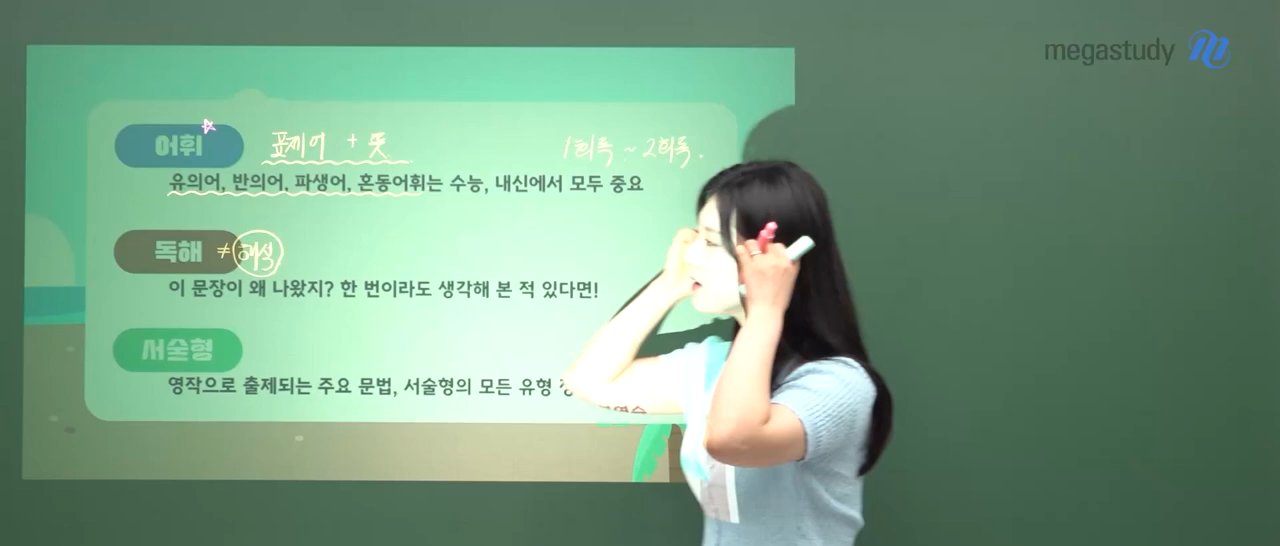 megastudy
어휘 표제어 + 뜻 1회독 ~ 2회독.
유의어, 반의어, 파생어, 혼동어휘는 수능, 내신에서 모두 중요
독해 ≠ 해석
이 문장이 왜 나왔지? 한 번이라도 생각해 본 적 있다면!
서술형
영작으로 출제되는 주요 문법, 서술형의 모든 유형